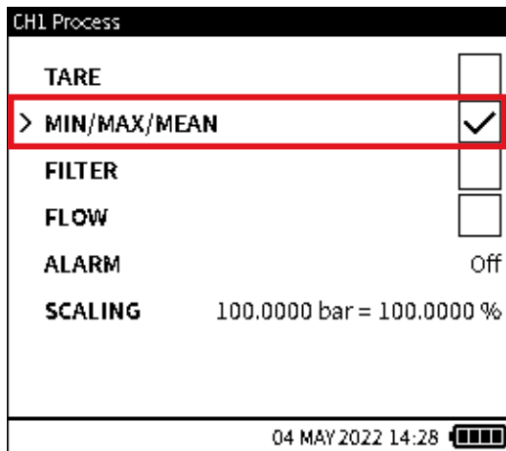 CH1 Process
TARE
> MIN/MAX/MEAN
FILTER
FLOW
ALARM Off
SCALING 100.0000 bar = 100.0000 %
04 MAY 2022 14:28